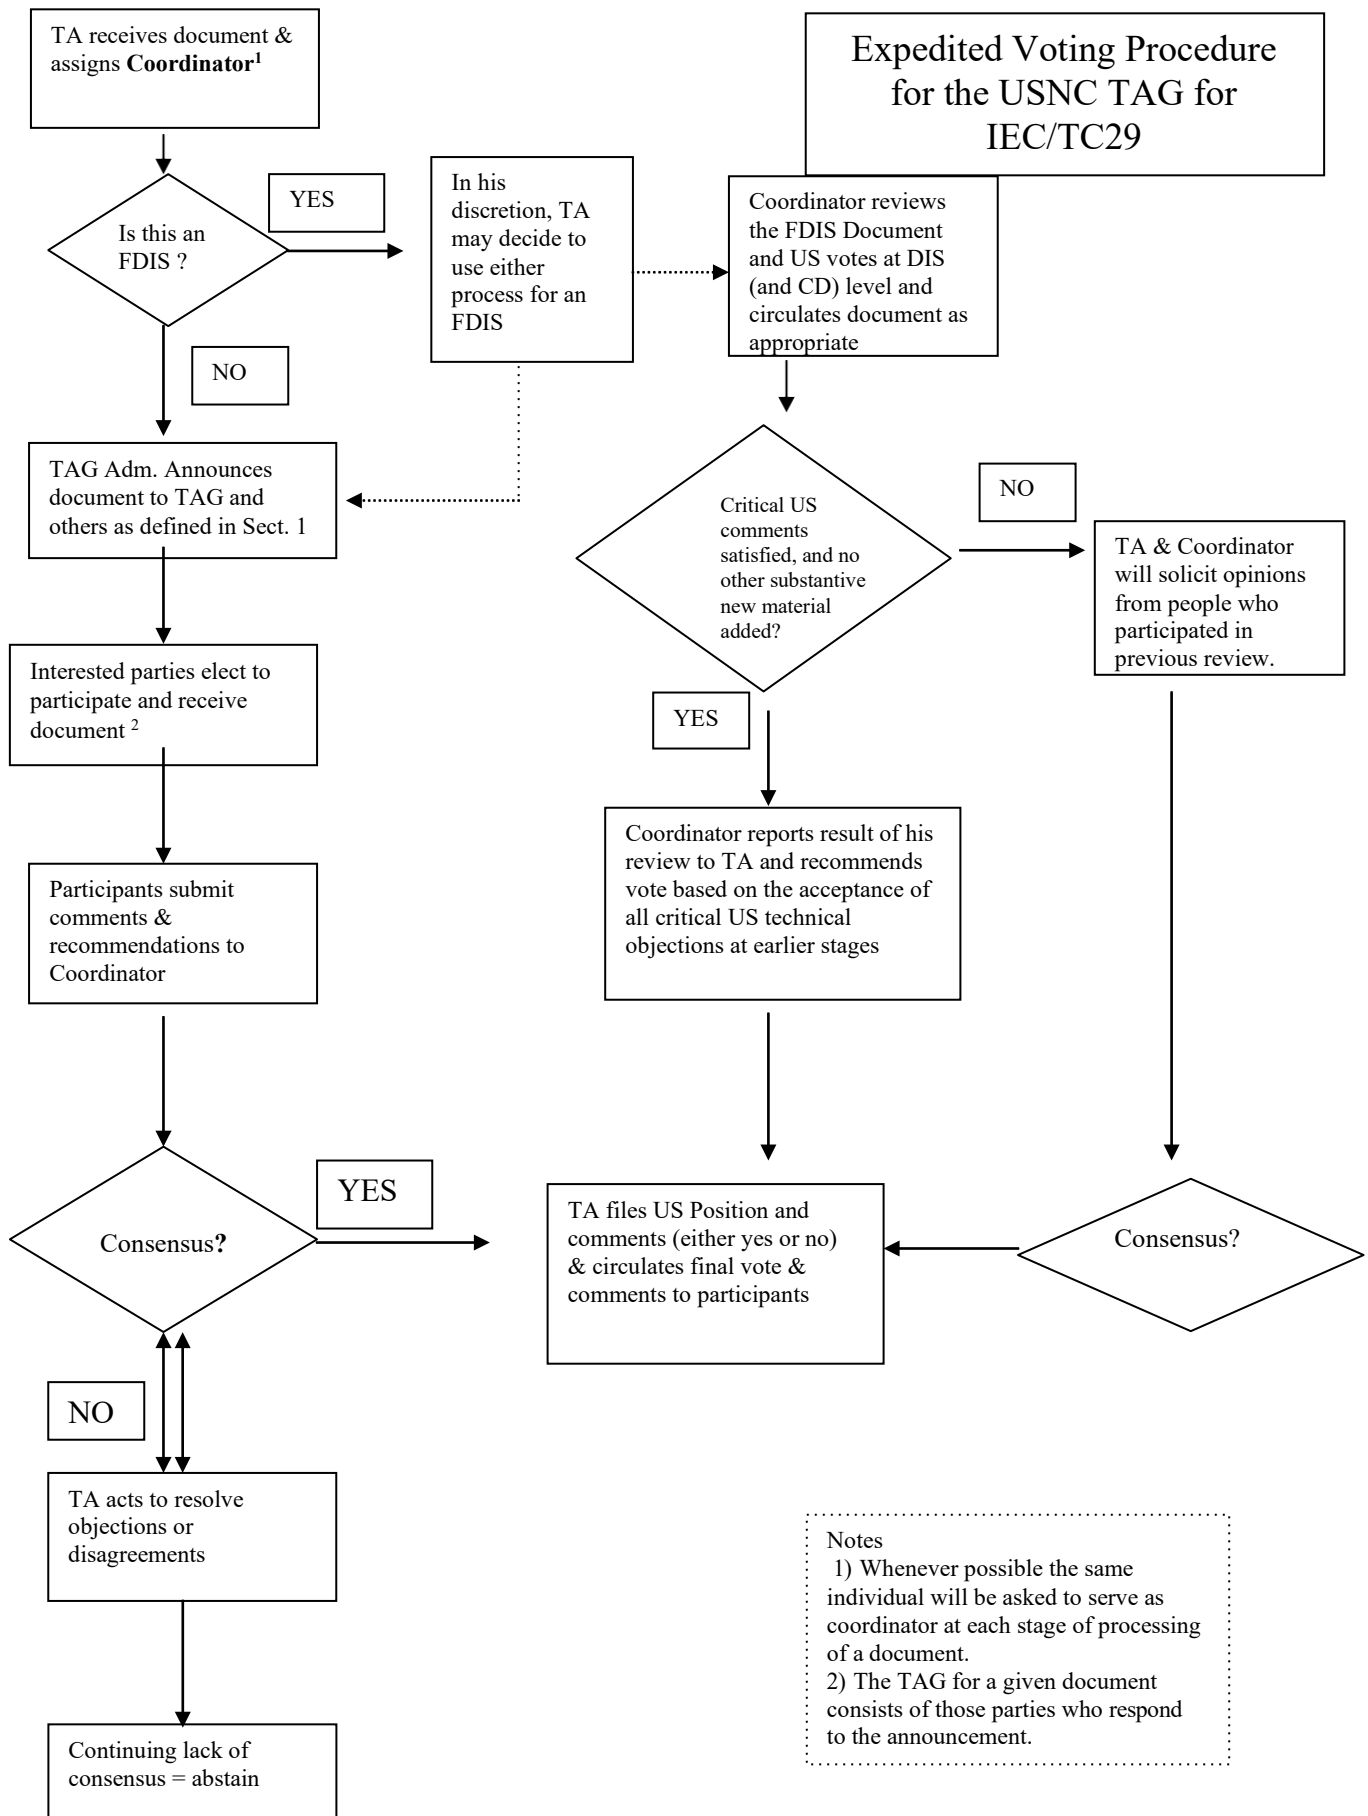 TA receives document &
assigns Coordinator1
Expedited Voting Procedure
for the USNC TAG for
IEC/TC29
Is this an
FDIS ?
YES
NO
In his
discretion, TA
may decide to
use either
process for an
FDIS
Coordinator reviews
the FDIS Document
and US votes at DIS
(and CD) level and
circulates document as
appropriate
TAG Adm. Announces
document to TAG and
others as defined in Sect. 1
Critical US
comments
satisfied, and no
other substantive
new material
added?
NO
TA & Coordinator
will solicit opinions
from people who
participated in
previous review.
Interested parties elect to
participate and receive
document 2
YES
Coordinator reports result of his
review to TA and recommends
vote based on the acceptance of
all critical US technical
objections at earlier stages
Participants submit
comments &
recommendations to
Coordinator
Consensus?
YES
TA files US Position and
comments (either yes or no)
& circulates final vote &
comments to participants
Consensus?
NO
TA acts to resolve
objections or
disagreements
Continuing lack of
consensus = abstain
Notes
1) Whenever possible the same
individual will be asked to serve as
coordinator at each stage of processing
of a document.
2) The TAG for a given document
consists of those parties who respond
to the announcement.